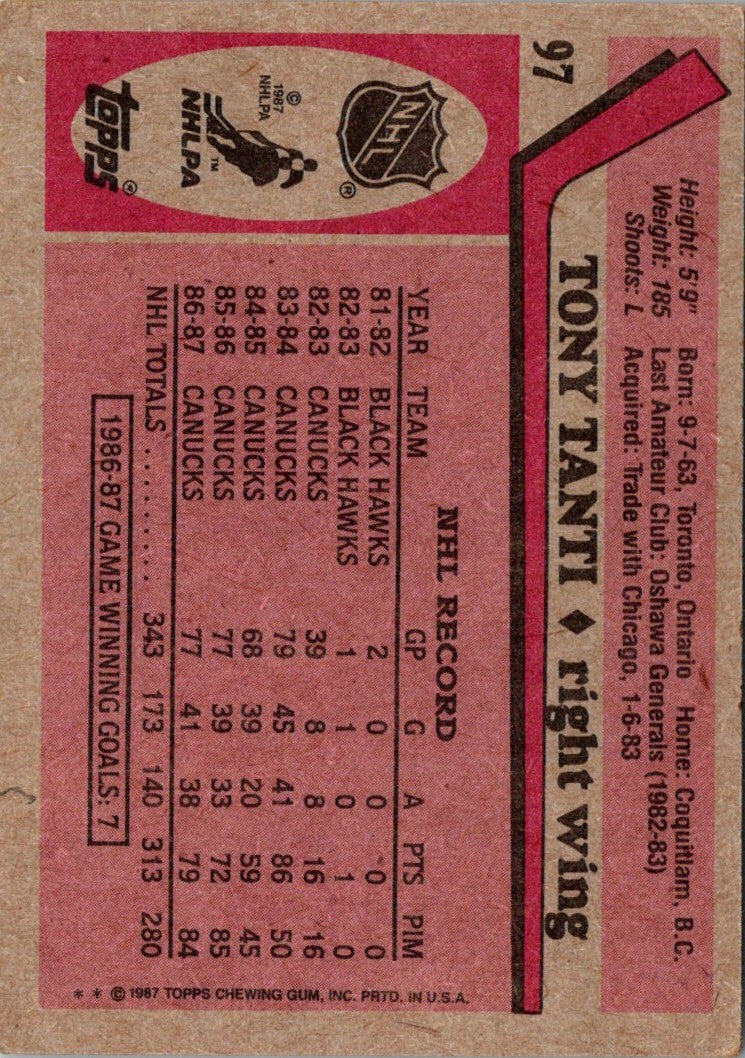 97
Height: 5'9" Born: 9-7-63, Toronto, Ontario Home: Coquitlam, B.C.
Weight: 185 Last Amateur Club: Oshawa Generals (1982-83)
Shoots: L Acquired: Trade with Chicago, 1-6-83
TONY TANTI ♦ right wing
NHL
®
© 1987 NHLPA
NHLPA™
Topps®
NHL RECORD
YEAR TEAM GP G A PTS PIM
81-82 BLACK HAWKS 2 0 0 0 0
82-83 BLACK HAWKS 1 1 0 1 0
82-83 CANUCKS 39 8 8 16 16
83-84 CANUCKS 79 45 41 86 50
84-85 CANUCKS 68 39 20 59 45
85-86 CANUCKS 77 39 33 72 85
86-87 CANUCKS 77 41 38 79 84
NHL TOTALS . . . . . . . . . 343 173 140 313 280
1986-87 GAME WINNING GOALS: 7
* * © 1987 TOPPS CHEWING GUM, INC. PRTD. IN U.S.A.